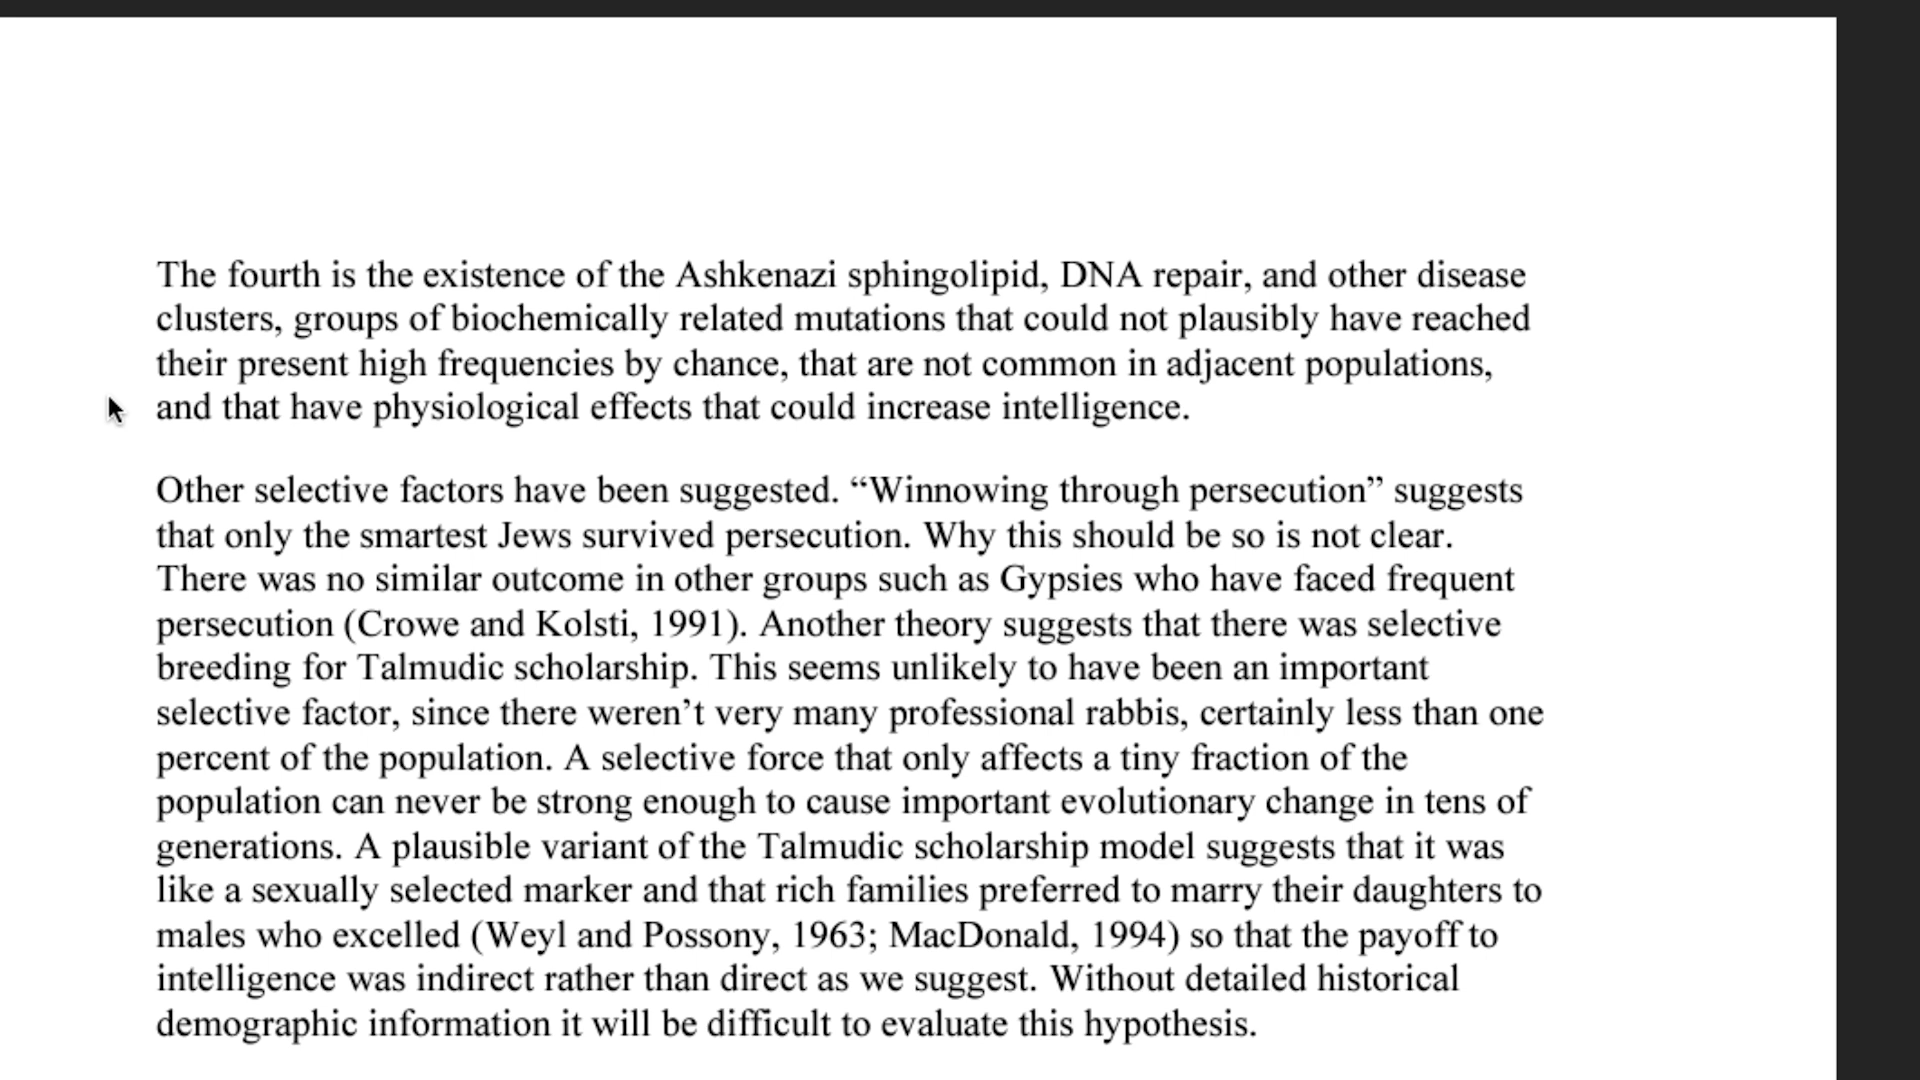 The fourth is the existence of the Ashkenazi sphingolipid, DNA repair, and other disease
clusters, groups of biochemically related mutations that could not plausibly have reached
their present high frequencies by chance, that are not common in adjacent populations,
and that have physiological effects that could increase intelligence.
Other selective factors have been suggested. “Winnowing through persecution” suggests
that only the smartest Jews survived persecution. Why this should be so is not clear.
There was no similar outcome in other groups such as Gypsies who have faced frequent
persecution (Crowe and Kolsti, 1991). Another theory suggests that there was selective
breeding for Talmudic scholarship. This seems unlikely to have been an important
selective factor, since there weren’t very many professional rabbis, certainly less than one
percent of the population. A selective force that only affects a tiny fraction of the
population can never be strong enough to cause important evolutionary change in tens of
generations. A plausible variant of the Talmudic scholarship model suggests that it was
like a sexually selected marker and that rich families preferred to marry their daughters to
males who excelled (Weyl and Possony, 1963; MacDonald, 1994) so that the payoff to
intelligence was indirect rather than direct as we suggest. Without detailed historical
demographic information it will be difficult to evaluate this hypothesis.